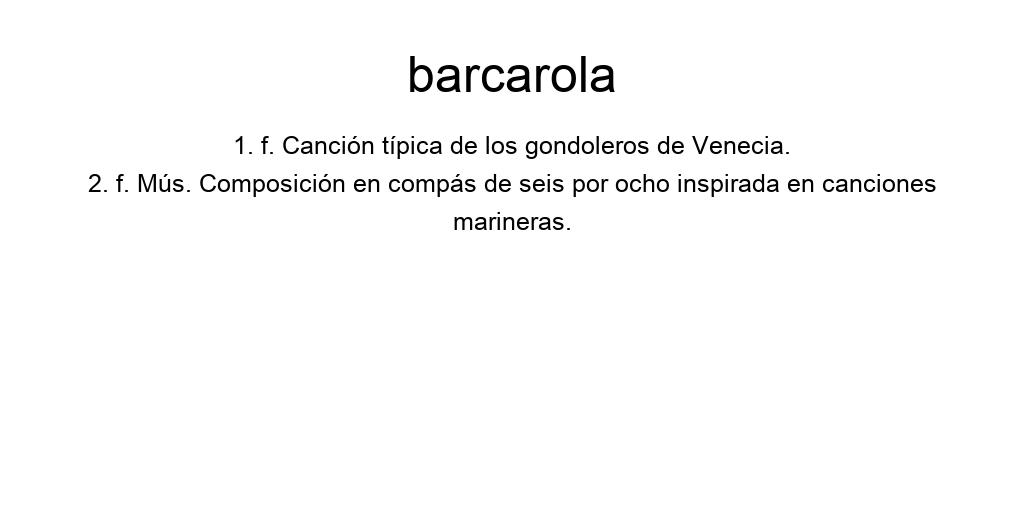 barcarola
1. f. Canción típica de los gondoleros de Venecia.
2. f. Mús. Composición en compás de seis por ocho inspirada en canciones
marineras.